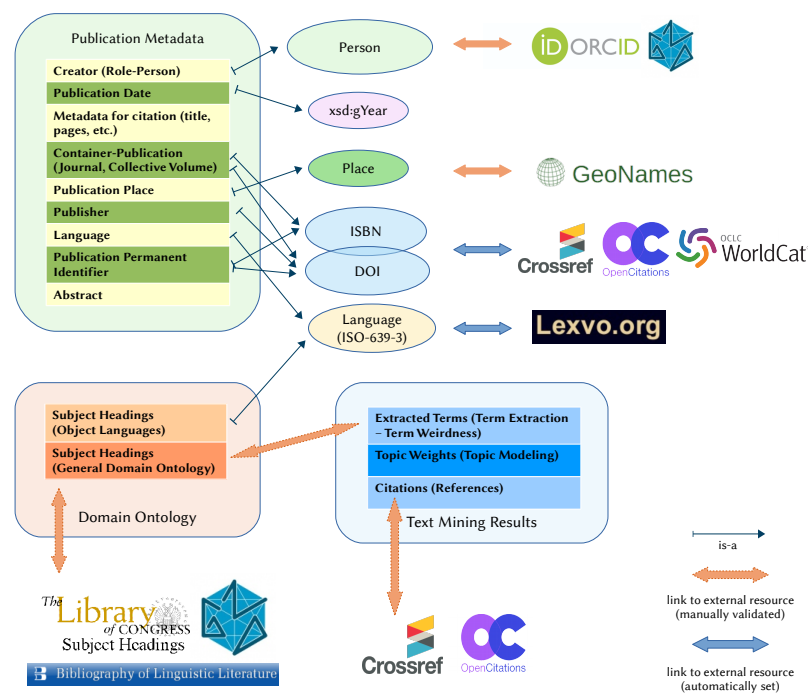 Publication Metadata
Creator (Role-Person)
Publication Date
Metadata for citation (title,
pages, etc.)
Container-Publication
(Journal, Collective Volume)
Publication Place
Publisher
Language
Publication Permanent
Identifier
Abstract
Person
xsd:gYear
Place
ISBN
DOI
Language
(ISO-639-3)
iD ORCID
GeoNames
Crossref
OpenCitations
OCLC
WorldCat
Lexvo.org
Subject Headings
(Object Languages)
Subject Headings
(General Domain Ontology)
Domain Ontology
Extracted Terms (Term Extraction
– Term Weirdness)
Topic Weights (Topic Modeling)
Citations (References)
Text Mining Results
The Library
of CONGRESS
Subject Headings
Bibliography of Linguistic Literature
Crossref
OpenCitations
is-a
link to external resource
(manually validated)
link to external resource
(automatically set)